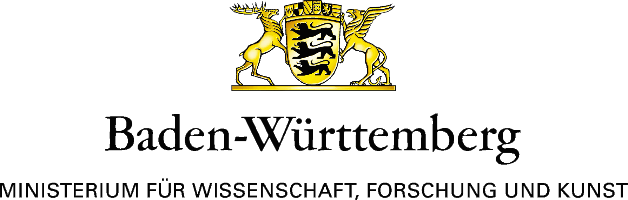 Baden-Württemberg
MINISTERIUM FÜR WISSENSCHAFT, FORSCHUNG UND KUNST